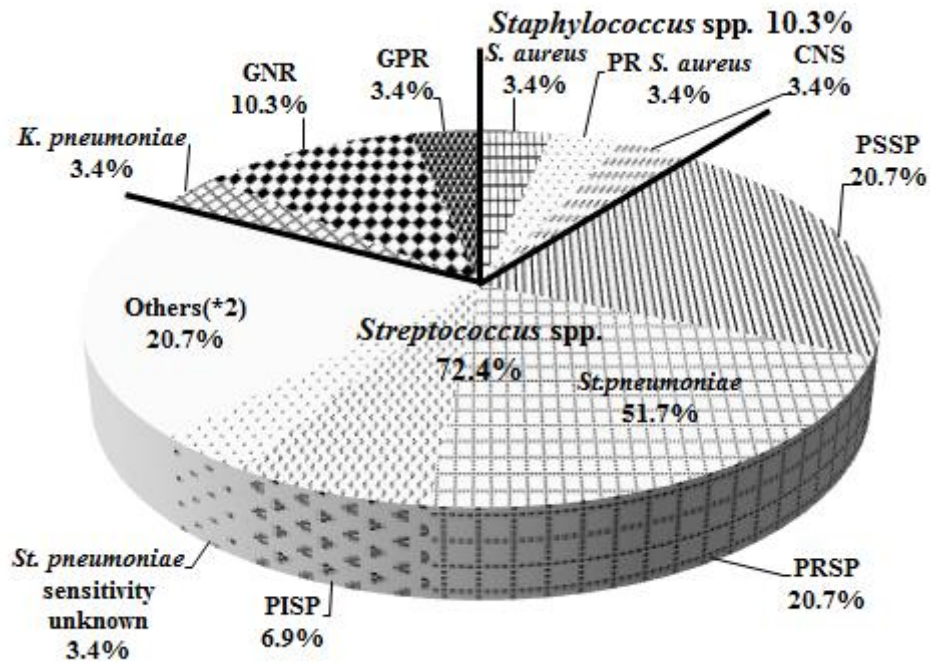 Staphylococcus spp. 10.3%
S. aureus
3.4%
PR S. aureus
3.4%
CNS
3.4%
GPR
3.4%
GNR
10.3%
K. pneumoniae
3.4%
PSSP
20.7%
Others(*2)
20.7%
Streptococcus spp.
72.4%
St.pneumoniae
51.7%
St. pneumoniae
sensitivity
unknown
3.4%
PISP
6.9%
PRSP
20.7%